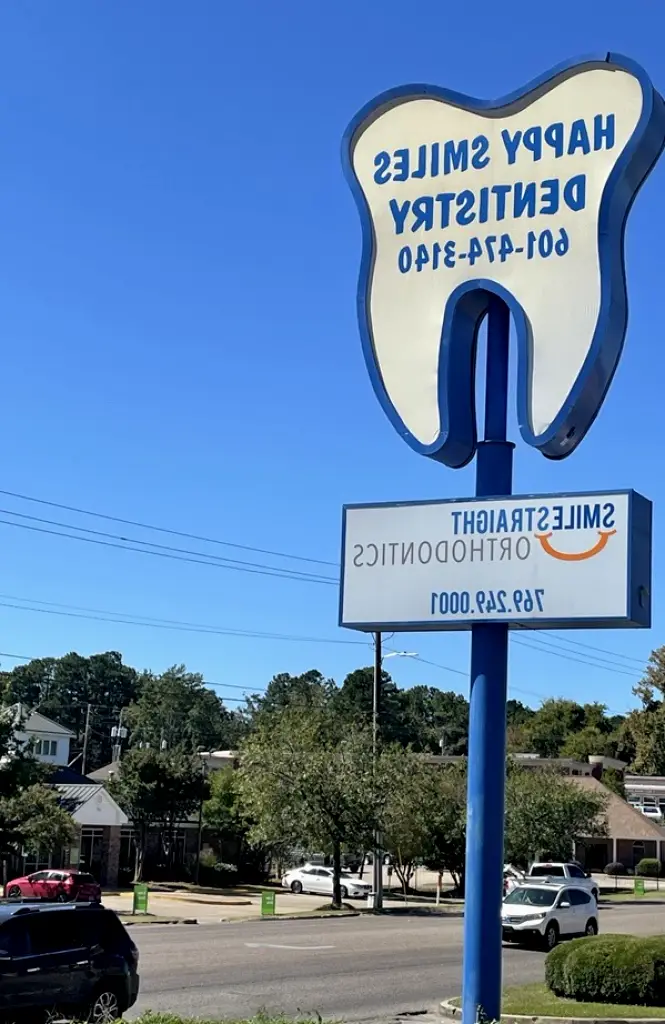 HAPPY SMILES
DENTISTRY
601-474-3140
SMILESTRAIGHT
ORTHODONTICS
769.249.0001